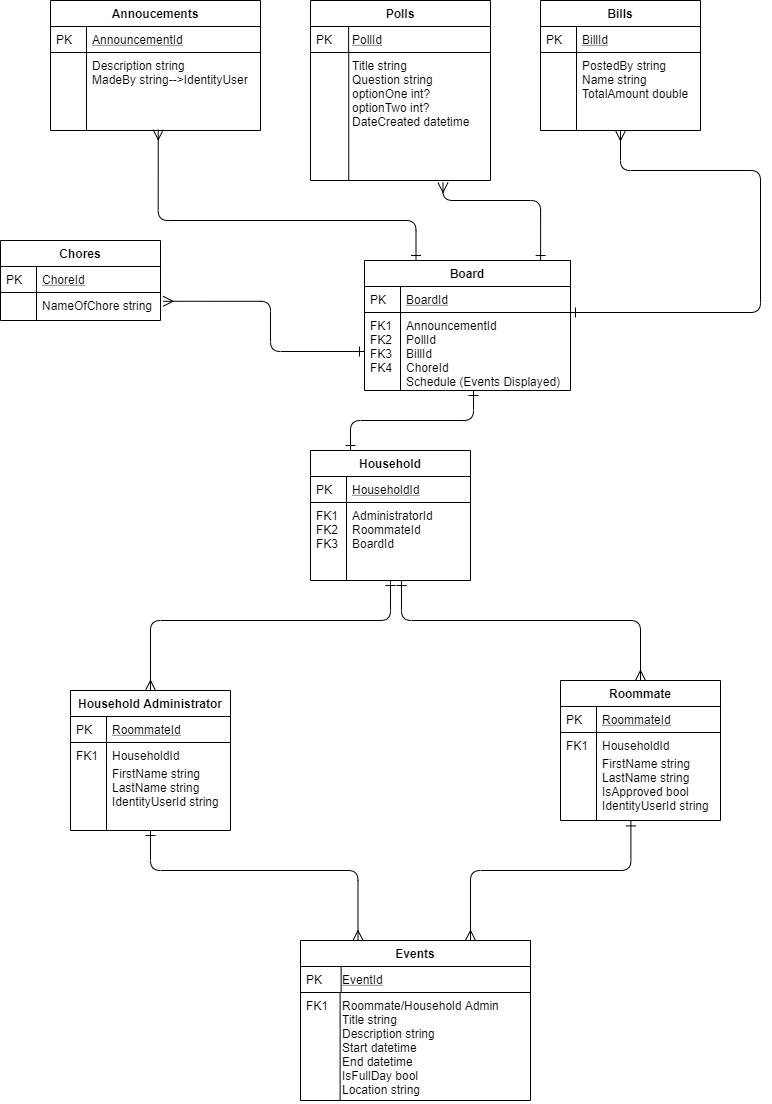 Annoucements
PK AnnouncementId
Description string
MadeBy string-->IdentityUser
Polls
PK PollId
Title string
Question string
optionOne int?
optionTwo int?
DateCreated datetime
Bills
PK BillId
PostedBy string
Name string
TotalAmount double
Chores
PK ChoreId
NameOfChore string
Board
PK BoardId
FK1 AnnouncementId
FK2 PollId
FK3 BillId
FK4 ChoreId
Schedule (Events Displayed)
Household
PK HouseholdId
FK1 AdministratorId
FK2 RoommateId
FK3 BoardId
Household Administrator
PK RoommateId
FK1 HouseholdId
FirstName string
LastName string
IdentityUserId string
Roommate
PK RoommateId
FK1 HouseholdId
FirstName string
LastName string
IsApproved bool
IdentityUserId string
Events
PK EventId
FK1 Roommate/Household Admin
Title string
Description string
Start datetime
End datetime
IsFullDay bool
Location string